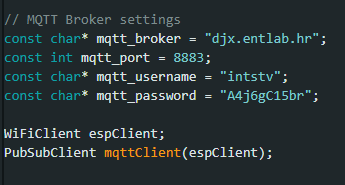 // MQTT Broker settings
const char* mqtt_broker = "djx.entlab.hr";
const int mqtt_port = 8883;
const char* mqtt_username = "intstv";
const char* mqtt_password = "A4j6gC15br";
WiFiClient espClient;
PubSubClient mqttClient(espClient);